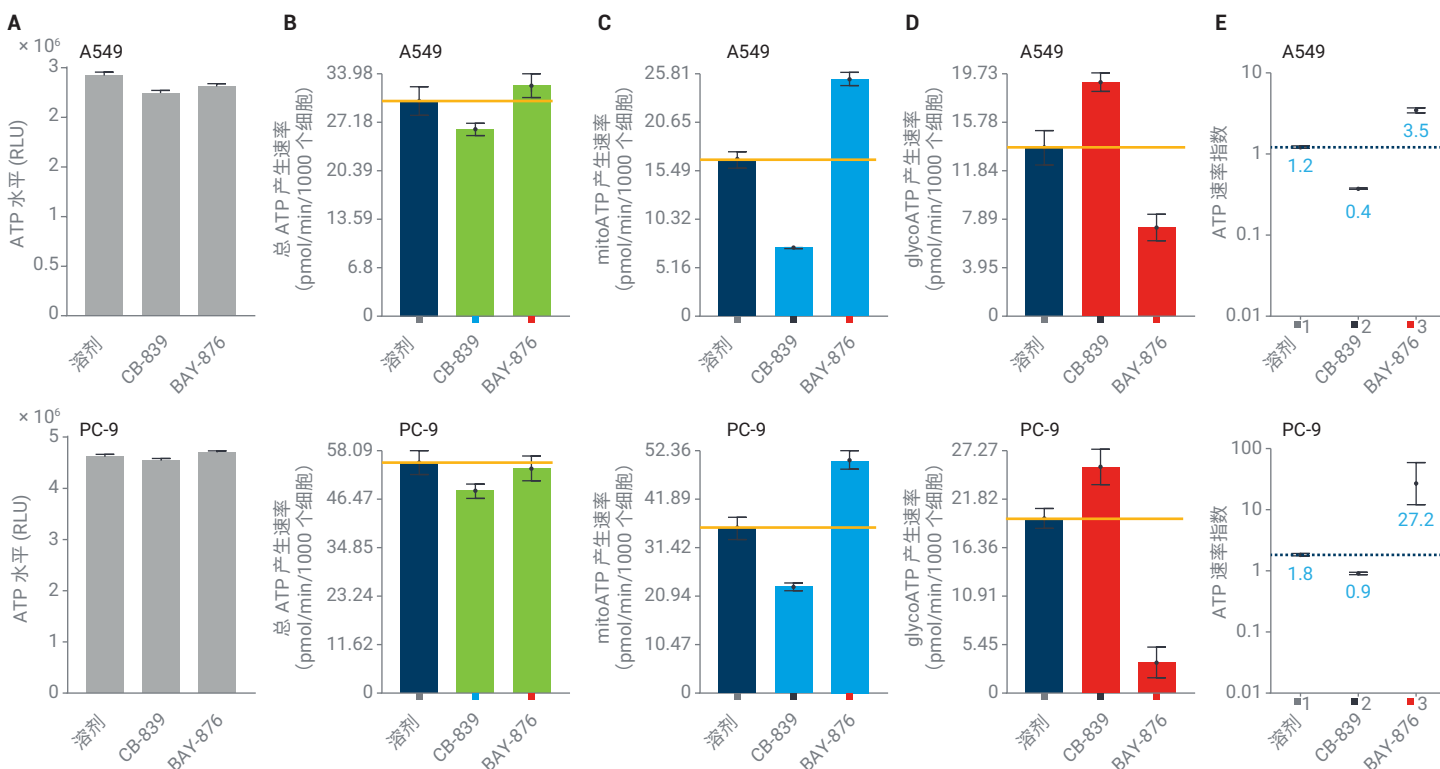 A
× 10⁶
A549
3
2
2
1
0.5
0
ATP 水平 (RLU)
溶剂
CB-839
BAY-876
B
A549
33.98
27.18
20.39
13.59
6.8
0
总 ATP 产生速率
(pmol/min/1000 个细胞)
溶剂
CB-839
BAY-876
C
A549
25.81
20.65
15.49
10.32
5.16
0
mitoATP 产生速率
(pmol/min/1000 个细胞)
溶剂
CB-839
BAY-876
D
A549
19.73
15.78
11.84
7.89
3.95
0
glycoATP 产生速率
(pmol/min/1000 个细胞)
溶剂
CB-839
BAY-876
E
A549
10
1
0.1
0.01
ATP 速率指数
1.2
0.4
3.5
1
2
3
溶剂
CB-839
BAY-876
× 10⁶
PC-9
5
4
3
2
1
0
ATP 水平 (RLU)
溶剂
CB-839
BAY-876
PC-9
58.09
46.47
34.85
23.24
11.62
0
总 ATP 产生速率
(pmol/min/1000 个细胞)
溶剂
CB-839
BAY-876
PC-9
52.36
41.89
31.42
20.94
10.47
0
mitoATP 产生速率
(pmol/min/1000 个细胞)
溶剂
CB-839
BAY-876
PC-9
27.27
21.82
16.36
10.91
5.45
0
glycoATP 产生速率
(pmol/min/1000 个细胞)
溶剂
CB-839
BAY-876
PC-9
100
10
1
0.1
0.01
ATP 速率指数
1.8
0.9
27.2
1
2
3
溶剂
CB-839
BAY-876